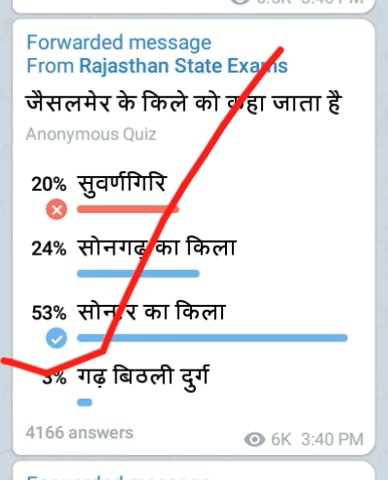 Forwarded message
From Rajasthan State Exams
जैसलमेर के किले को कहा जाता है
Anonymous Quiz
20% सुवर्णगिरि
24% सोनगढ़ का किला
53% सोनार का किला
3% गढ़ बिठली दुर्ग
4166 answers 6K 3:40 PM